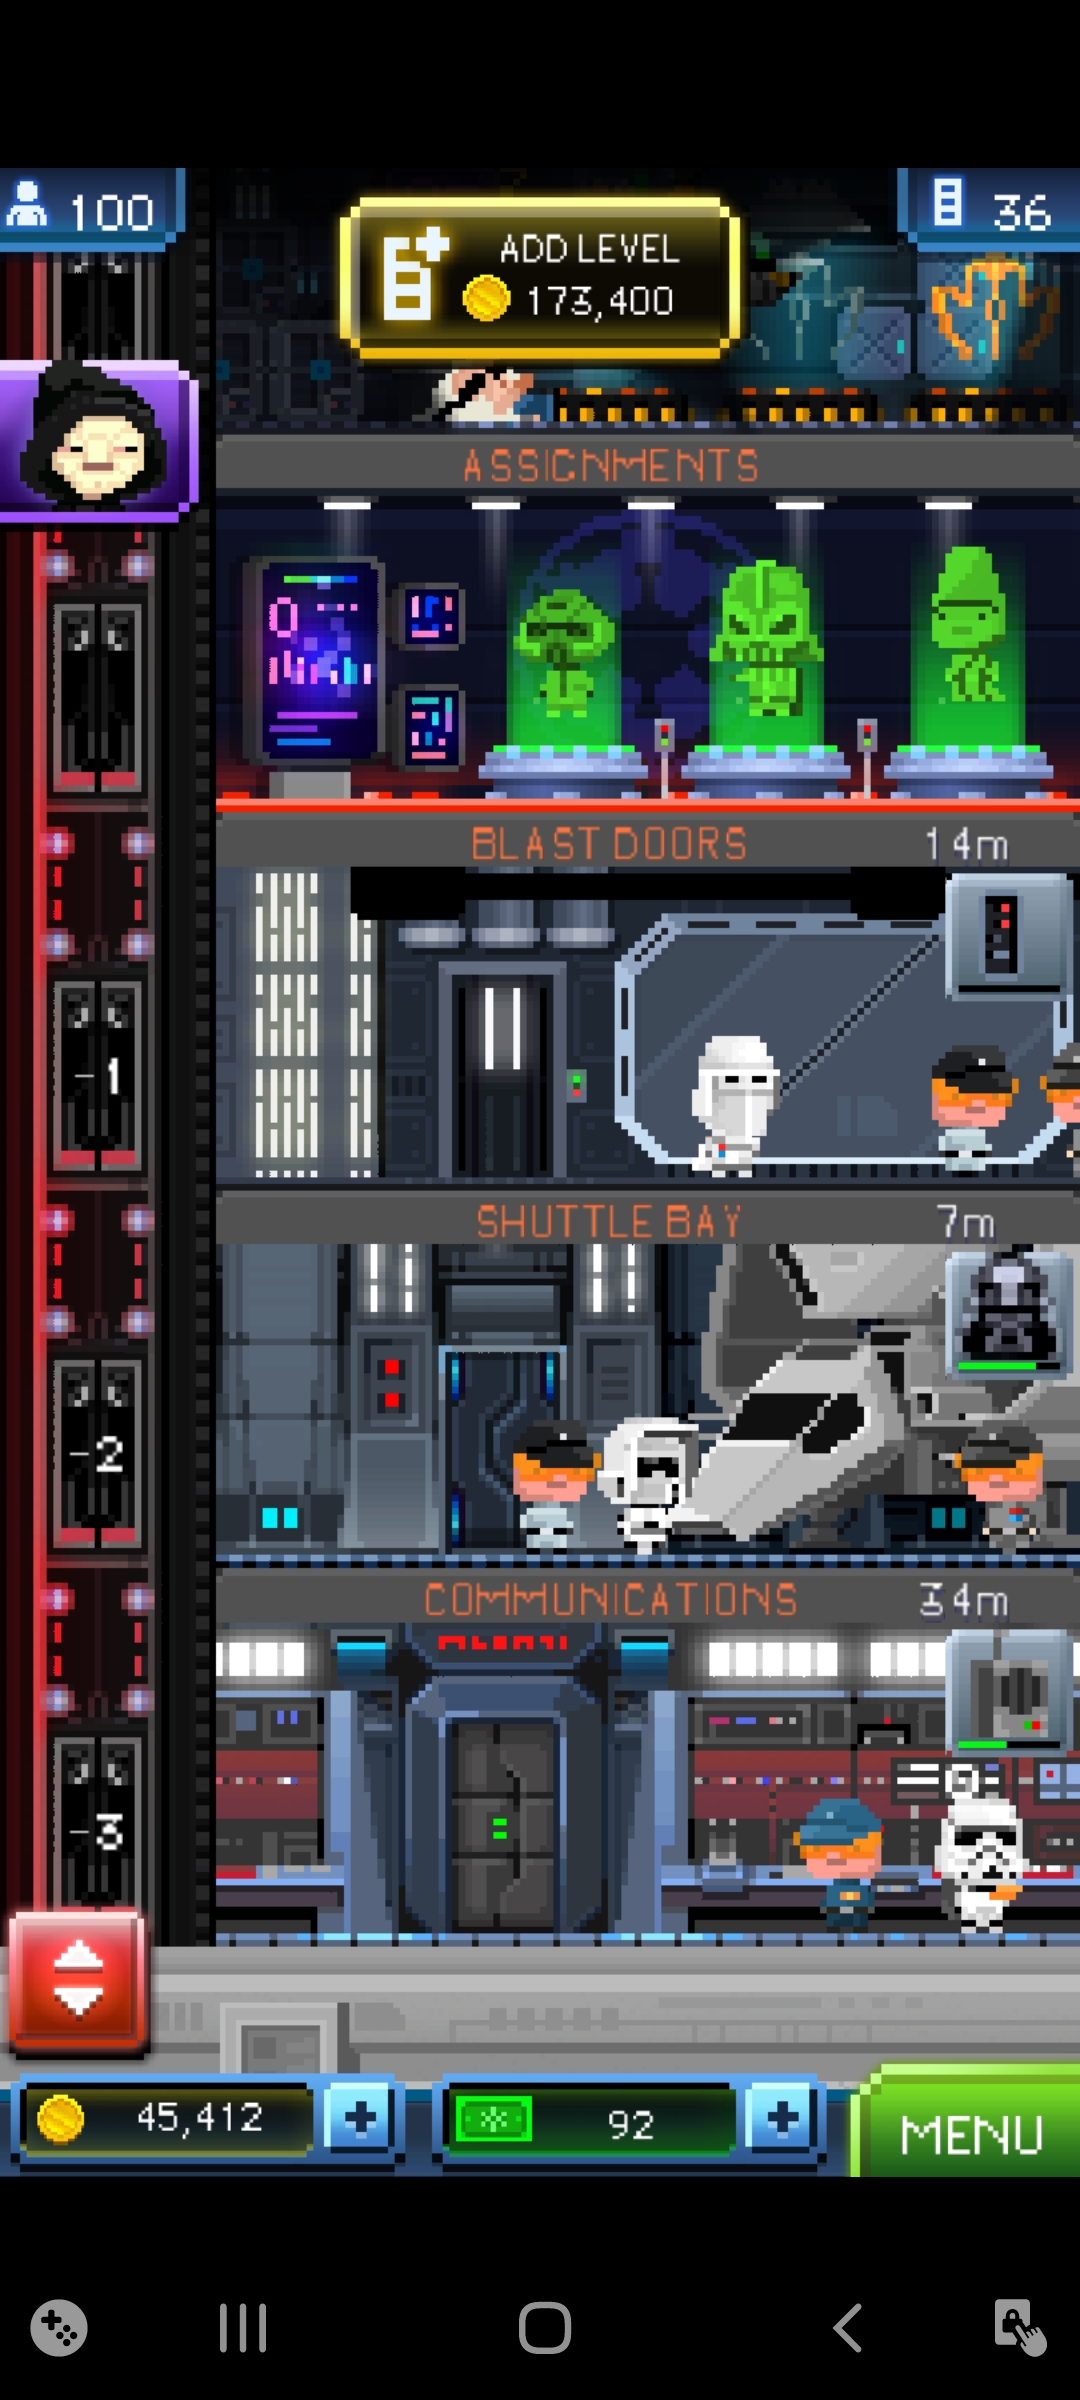 100
ADD LEVEL
173,400
36
ASSIGNMENTS
BLAST DOORS
14m
-1
SHUTTLE BAY
7m
-2
COMMUNICATIONS
34m
-3
45,412
92
MENU